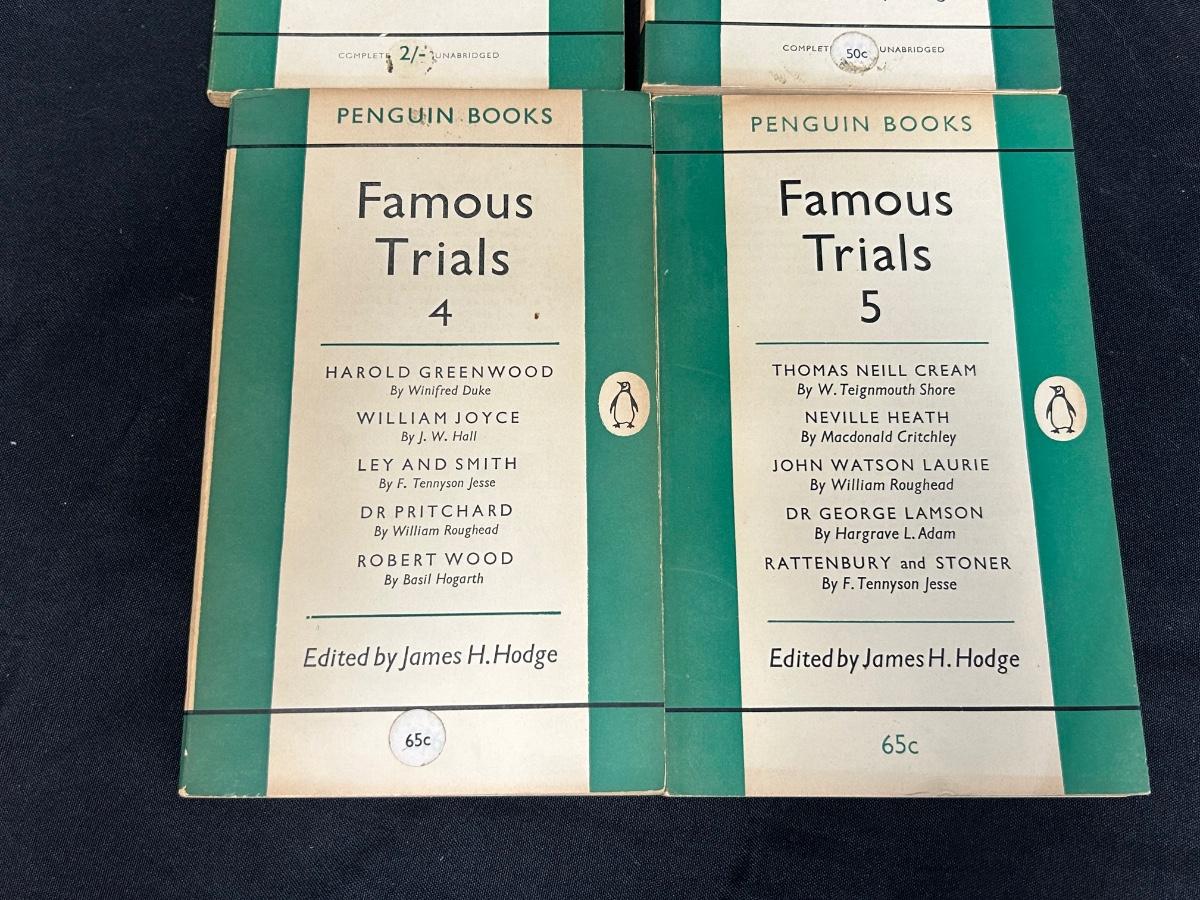 COMPLETE 2/- UNABRIDGED
COMPLET 50c UNABRIDGED
PENGUIN BOOKS
Famous
Trials
4
HAROLD GREENWOOD
By Winifred Duke
WILLIAM JOYCE
By J. W. Hall
LEY AND SMITH
By F. Tennyson Jesse
DR PRITCHARD
By William Roughead
ROBERT WOOD
By Basil Hogarth
Edited by James H. Hodge
65c
PENGUIN BOOKS
Famous
Trials
5
THOMAS NEILL CREAM
By W. Teignmouth Shore
NEVILLE HEATH
By Macdonald Critchley
JOHN WATSON LAURIE
By William Roughead
DR GEORGE LAMSON
By Hargrave L. Adam
RATTENBURY and STONER
By F. Tennyson Jesse
Edited by James H. Hodge
65c